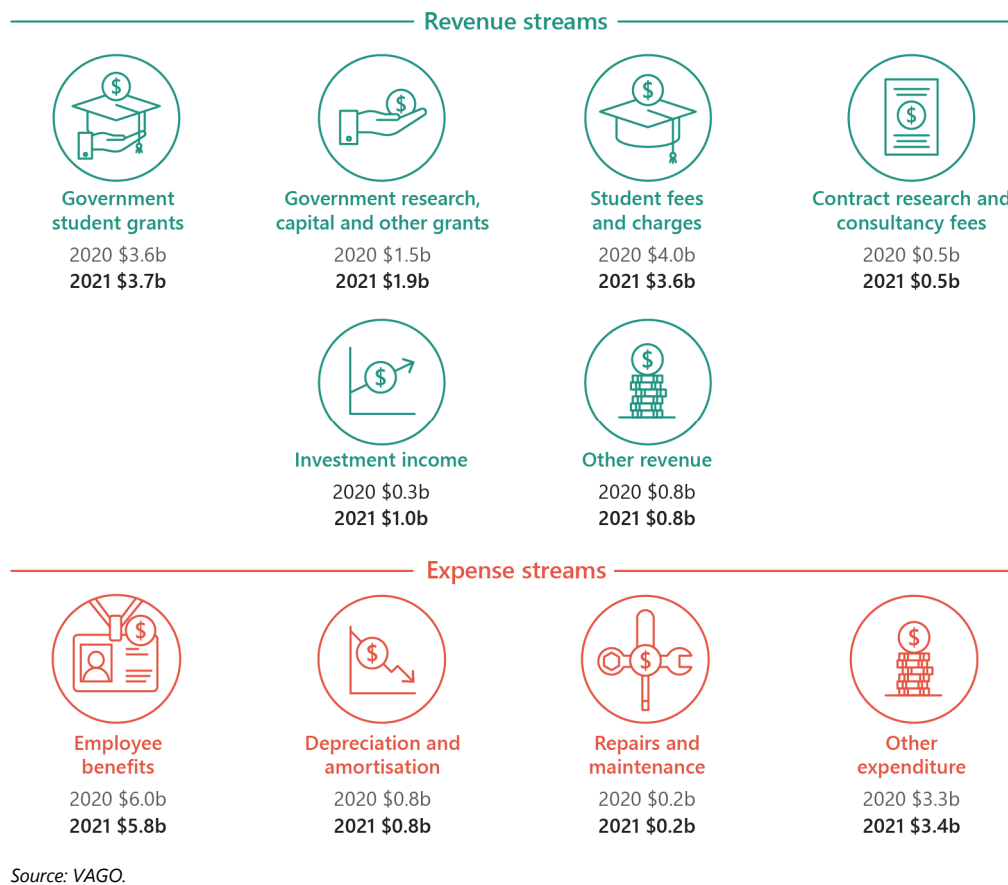 Revenue streams
$
Government
student grants
2020 $3.6b
2021 $3.7b
$
Government research,
capital and other grants
2020 $1.5b
2021 $1.9b
$
Student fees
and charges
2020 $4.0b
2021 $3.6b
$
Contract research and
consultancy fees
2020 $0.5b
2021 $0.5b
$
Investment income
2020 $0.3b
2021 $1.0b
$
Other revenue
2020 $0.8b
2021 $0.8b
Expense streams
$
Employee
benefits
2020 $6.0b
2021 $5.8b
$
Depreciation and
amortisation
2020 $0.8b
2021 $0.8b
$
Repairs and
maintenance
2020 $0.2b
2021 $0.2b
$
Other
expenditure
2020 $3.3b
2021 $3.4b
Source: VAGO.